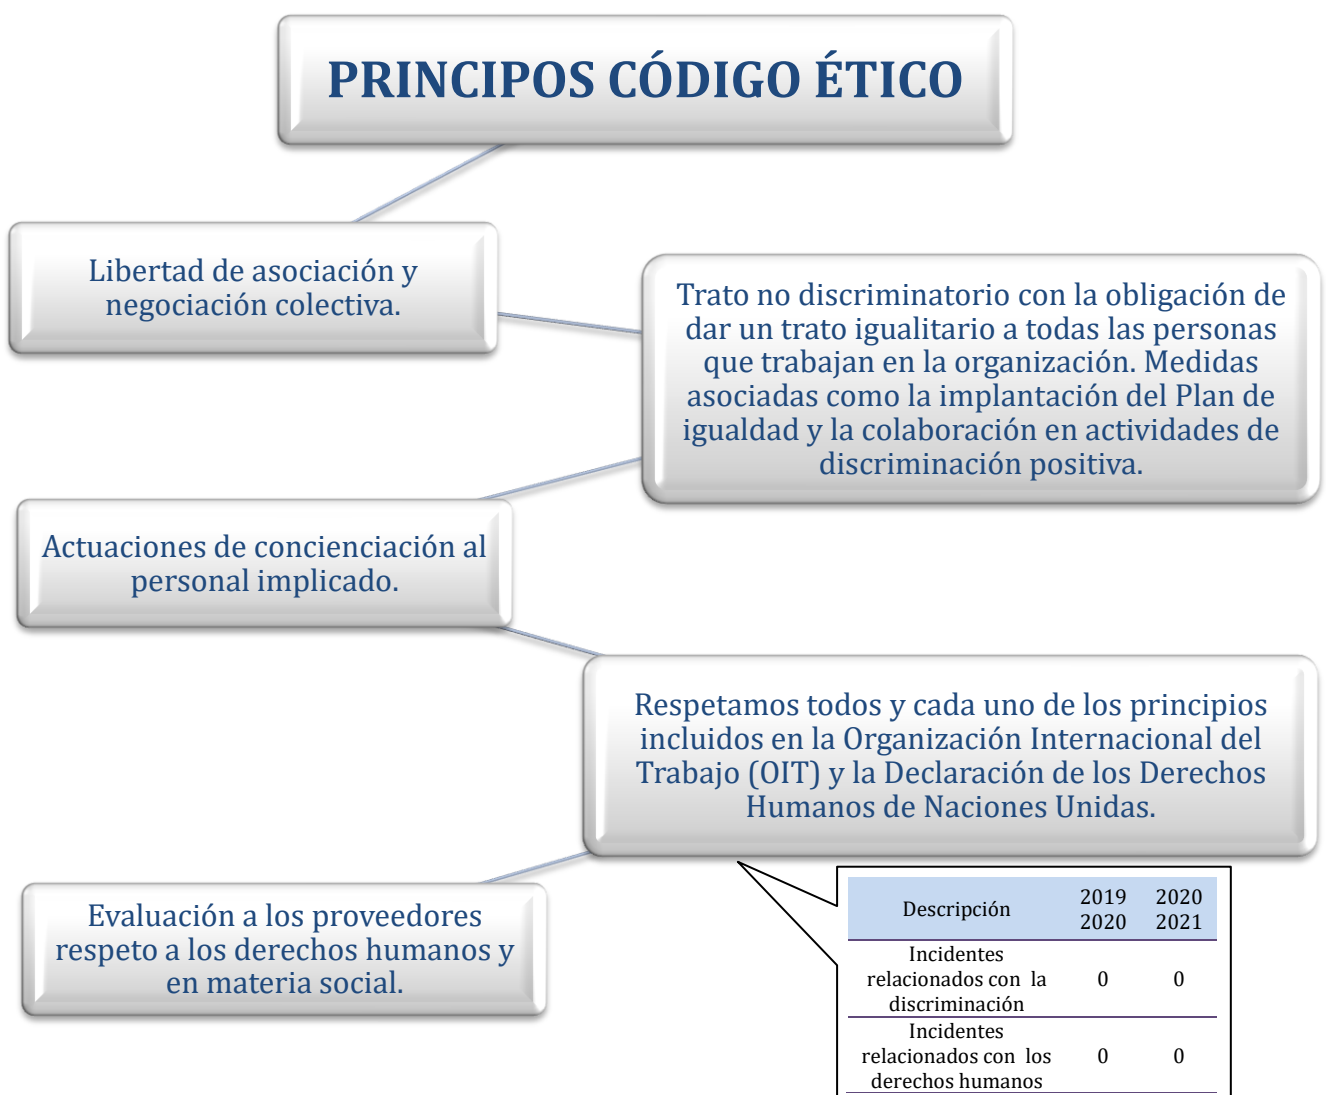 PRINCIPOS CÓDIGO ÉTICO
Libertad de asociación y
negociación colectiva.
Trato no discriminatorio con la obligación de
dar un trato igualitario a todas las personas
que trabajan en la organización. Medidas
asociadas como la implantación del Plan de
igualdad y la colaboración en actividades de
discriminación positiva.
Actuaciones de concienciación al
personal implicado.
Respetamos todos y cada uno de los principios
incluidos en la Organización Internacional del
Trabajo (OIT) y la Declaración de los Derechos
Humanos de Naciones Unidas.
Evaluación a los proveedores
respeto a los derechos humanos y
en materia social.
Descripción 2019 2020
2020 2021
Incidentes
relacionados con la 0 0
discriminación
Incidentes
relacionados con los 0 0
derechos humanos